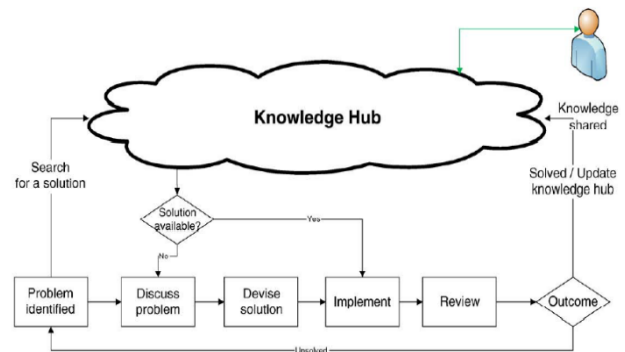 Knowledge Hub
Knowledge
shared
Search
for a solution
Solved / Update
knowledge hub
Solution
available?
Yes
No
Problem
identified
Discuss
problem
Devise
solution
Implement
Review
Outcome
Unsolved